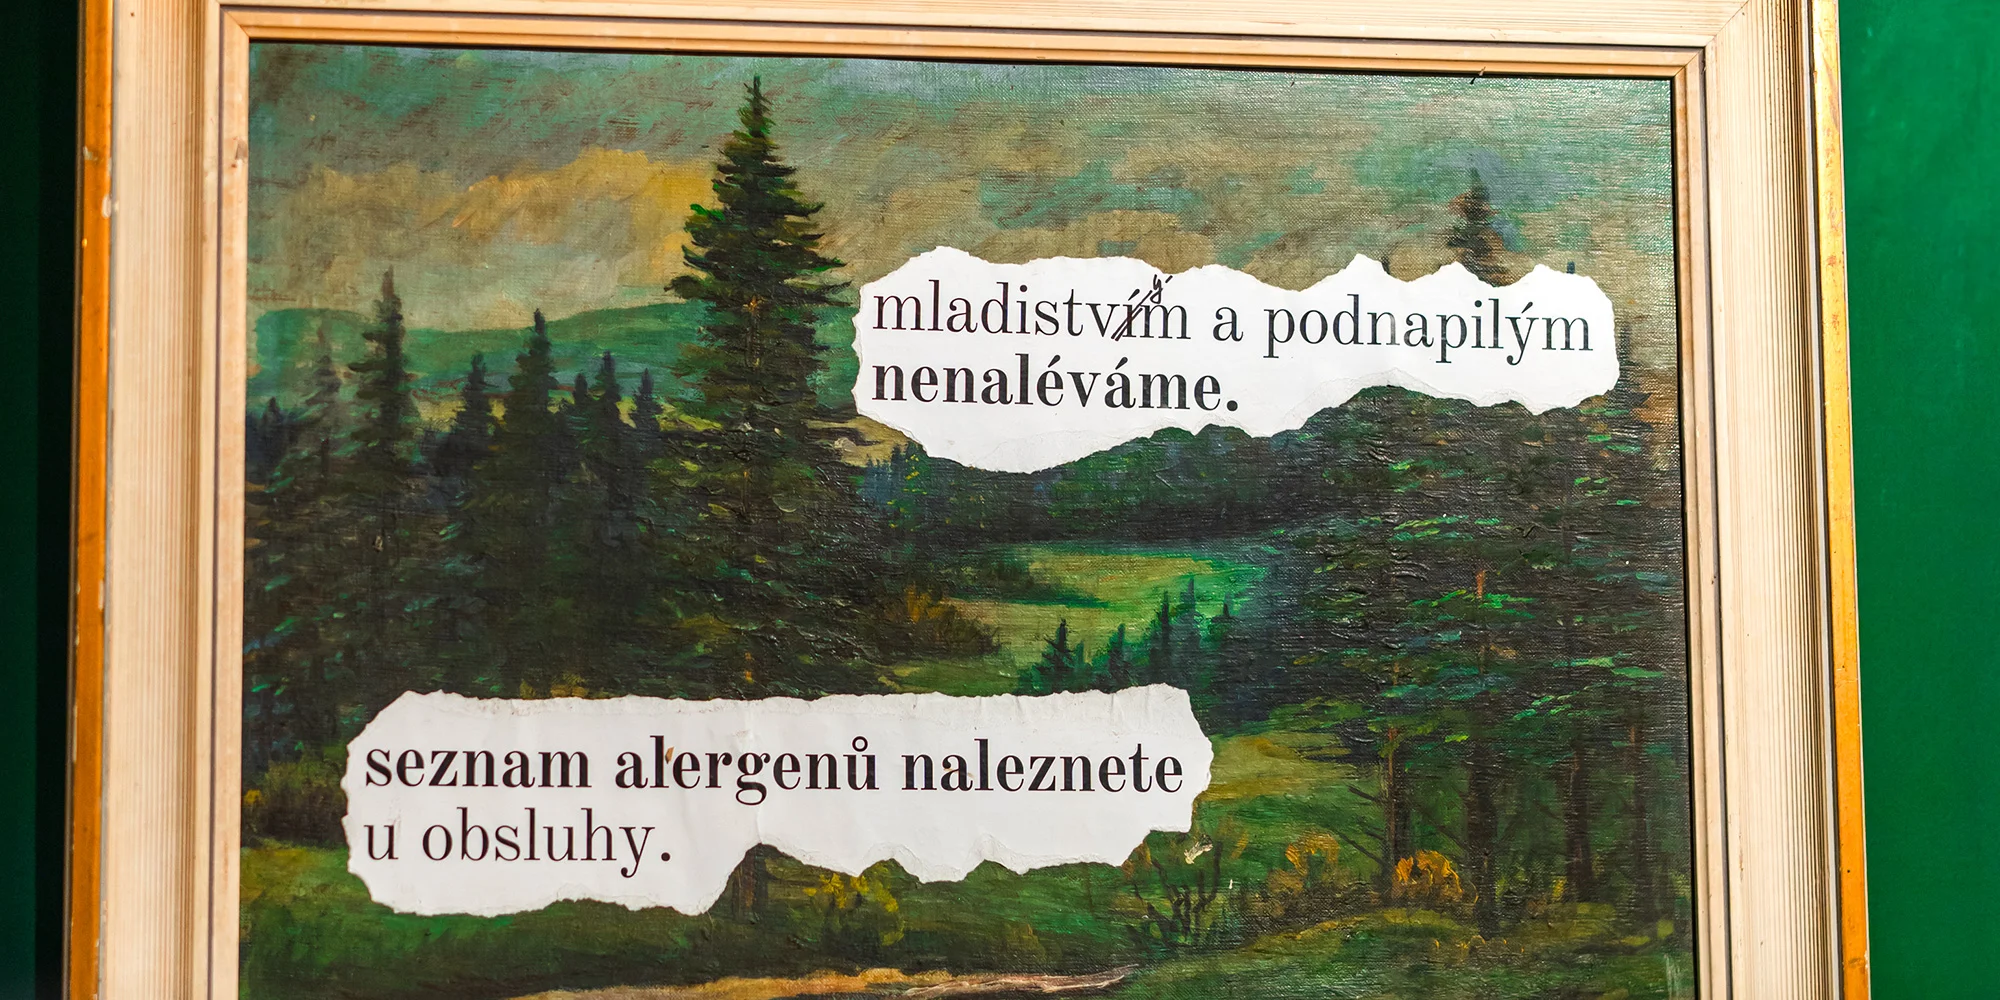 mladistvím a podnapilým
ý
nenaléváme.
seznam alergenů naleznete
u obsluhy.